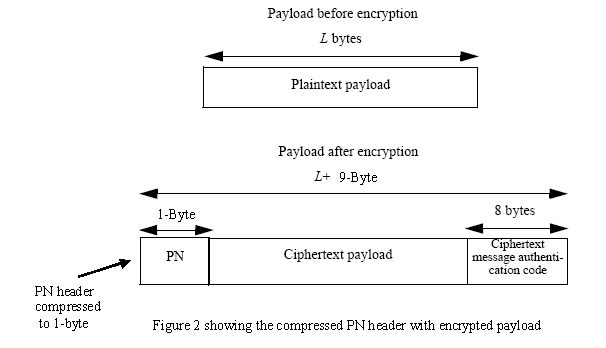 Payload before encryption
L bytes
Plaintext payload
Payload after encryption
L+ 9-Byte
1-Byte
8 bytes
PN
Ciphertext payload
Ciphertext
message authenti-
cation code
PN header
compressed
to 1-byte
Figure 2 showing the compressed PN header with encrypted payload